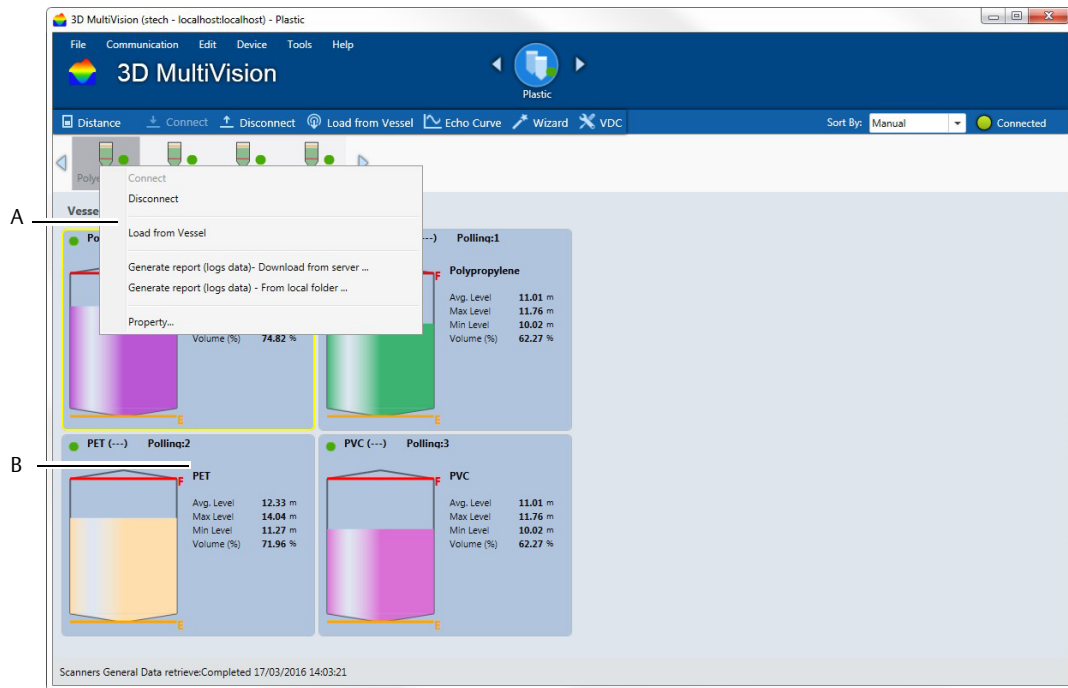 3D MultiVision (stech - localhost:localhost) - Plastic
File Communication Edit Device Tools Help
3D MultiVision
Plastic
Distance Connect Disconnect Load from Vessel Echo Curve Wizard VDC Sort By: Manual Connected
Connect
Disconnect
Load from Vessel
Generate report (logs data)- Download from server ...
Generate report (logs data) - From local folder ...
Property...
A
Polling:1
F
Polypropylene
Avg. Level 11.01 m
Max Level 11.76 m
Min Level 10.02 m
Volume (%) 62.27 %
Volume (%) 74.82 %
E
E
B
PET (---) Polling:2
F
PET
Avg. Level 12.33 m
Max Level 14.04 m
Min Level 11.27 m
Volume (%) 71.96 %
E
PVC (---) Polling:3
F
PVC
Avg. Level 11.01 m
Max Level 11.76 m
Min Level 10.02 m
Volume (%) 62.27 %
E
Scanners General Data retrieve:Completed 17/03/2016 14:03:21